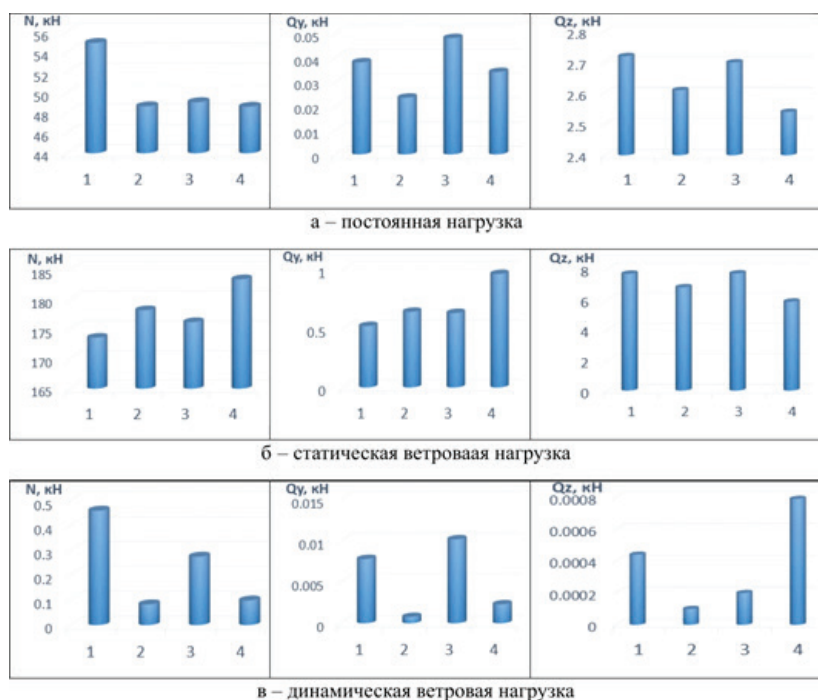 N, кН Qy, кН Qz, кН
56 0.05 2.8
54 0.04 2.7
52 0.03 2.6
50 0.02 2.5
48 0.01 2.4
46 0
44
1 2 3 4 1 2 3 4 1 2 3 4
а – постоянная нагрузка
N, кН Qy, кН Qz, кН
185 1 8
180 0.5 6
175 0 4
170 2
165 0
1 2 3 4 1 2 3 4 1 2 3 4
б – статическая ветроваая нагрузка
N, кН Qy, кН Qz, кН
0.5 0.015 0.0008
0.4 0.01 0.0006
0.3 0.005 0.0004
0.2 0 0.0002
0.1 0
0
1 2 3 4 1 2 3 4 1 2 3 4
в – динамическая ветровая нагрузка